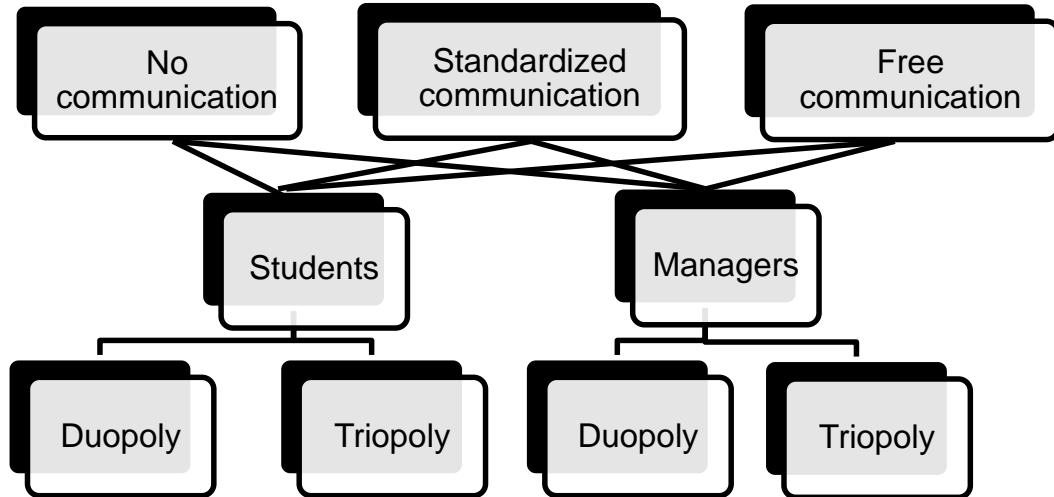 No
communication
Standardized
communication
Free
communication
Students
Managers
Duopoly
Triopoly
Duopoly
Triopoly